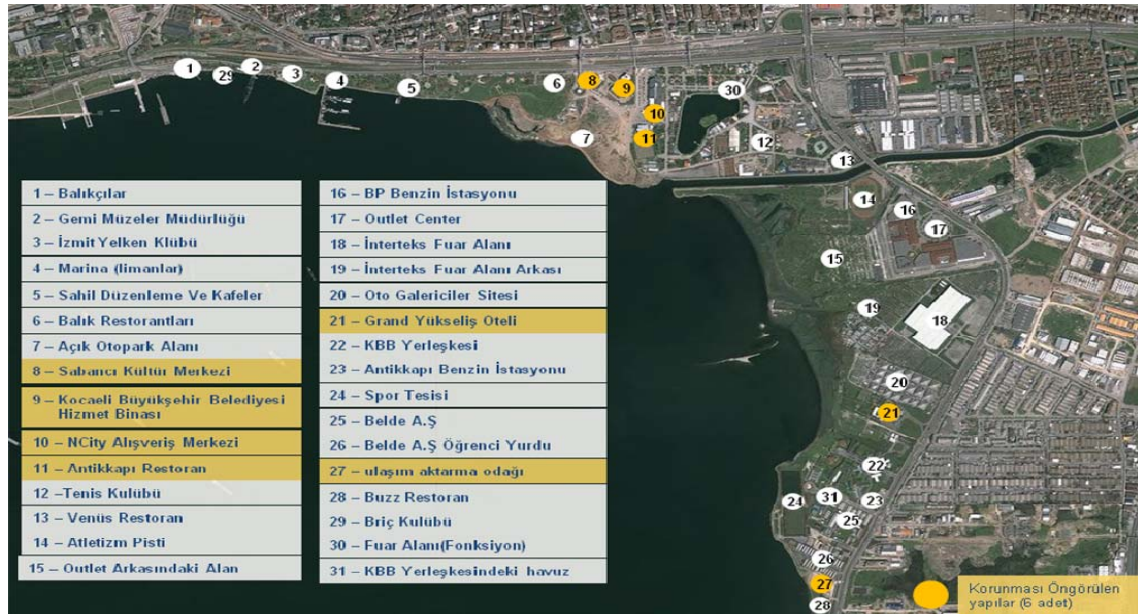 1
29
2
3
4
5
6
8
9
10
11
7
30
12
13
14
16
17
15
19
18
20
21
22
31
23
24
25
26
27
28
1 – Balıkçılar
2 – Gemi Müzeler Müdürlüğü
3 – İzmit Yelken Klübü
4 – Marina (limanlar)
5 – Sahil Düzenleme Ve Kafeler
6 – Balık Restorantları
7 – Açık Otopark Alanı
8 – Sabancı Kültür Merkezi
9 – Kocaeli Büyükşehir Belediyesi
Hizmet Binası
10 – NCity Alışveriş Merkezi
11 – Antikkapı Restoran
12 –Tenis Kulübü
13 – Venüs Restoran
14 – Atletizm Pisti
15 – Outlet Arkasındaki Alan
16 – BP Benzin İstasyonu
17 – Outlet Center
18 – İnterteks Fuar Alanı
19 – İnterteks Fuar Alanı Arkası
20 – Oto Galericiler Sitesi
21 – Grand Yükseliş Oteli
22 – KBB Yerleşkesi
23 – Antikkapı Benzin İstasyonu
24 – Spor Tesisi
25 – Belde A.Ş
26 – Belde A.Ş Öğrenci Yurdu
27 – ullaşım aktarma odağı
28 – Buzz Restoran
29 – Briç Kulübü
30 – Fuar Alanı(Fonksiyon)
31 – KBB Yerleşkesindeki havuz
Korunması Öngörülen
yapılar (6 adet)